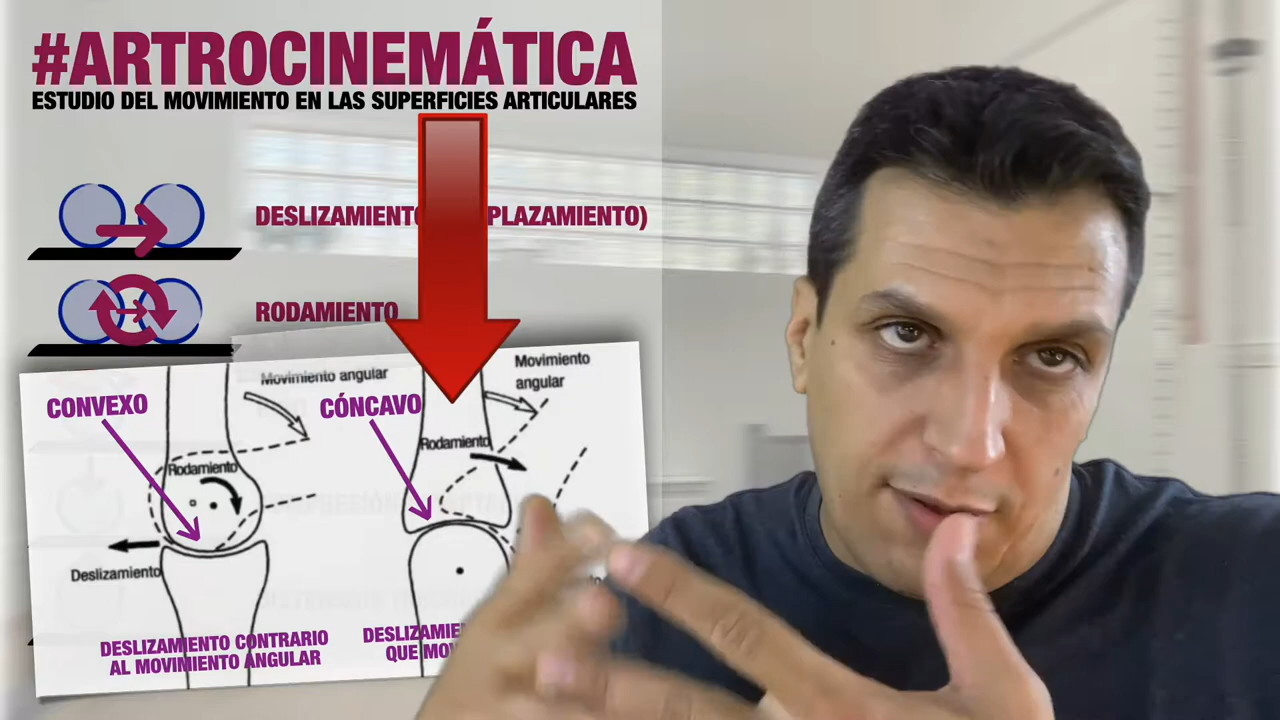 #ARTROCINEMÁTICA
ESTUDIO DEL MOVIMIENTO EN LAS SUPERFICIES ARTICULARES
PLAZAMIENTO)
RODAMIENTO
Movimiento angular
CONVEXO
Rodamiento
Deslizamiento
DESLIZAMIENTO CONTRARIO
AL MOVIMIENTO ANGULAR
Movimiento
angular
CÓNCAVO
Rodamiento
QUE